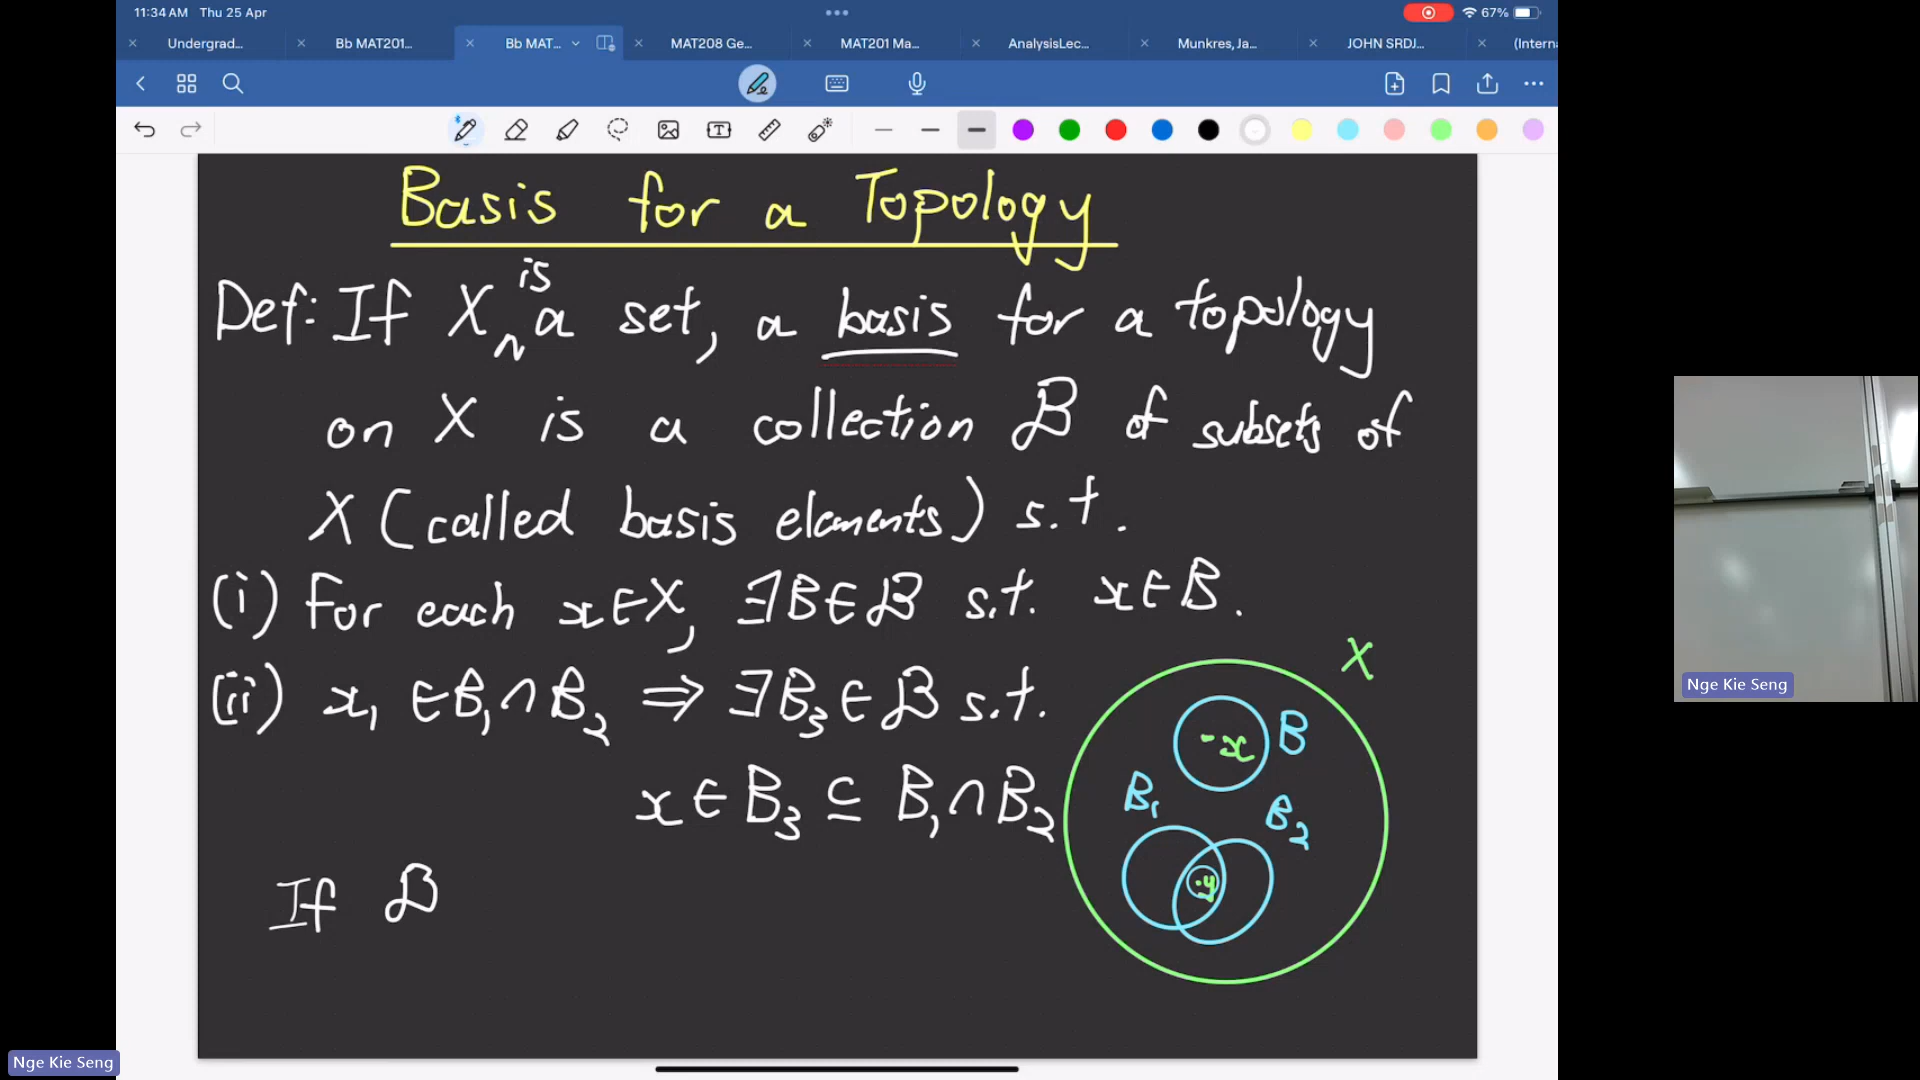 11:34 AM Thu 25 Apr
67%
Undergrad...
Bb MAT201...
Bb MAT...
MAT208 Ge...
MAT201 Ma...
AnalysisLec...
Munkres, Ja...
JOHN SRDJ...
(Intern
Basis for a Topology
Def: If X is a set, a basis for a topology
on X is a collection ℬ of subsets of
X (called basis elements) s.t.
(i) For each x∈X, ∃B∈ℬ s.t. x∈B.
(ii) x, ∈B₁∩B₂ ⇒ ∃B₃∈ℬ s.t.
x∈B₃ ⊆ B₁∩B₂
If ℬ
X
x B
B₁ B₂
y
Nge Kie Seng
Nge Kie Seng